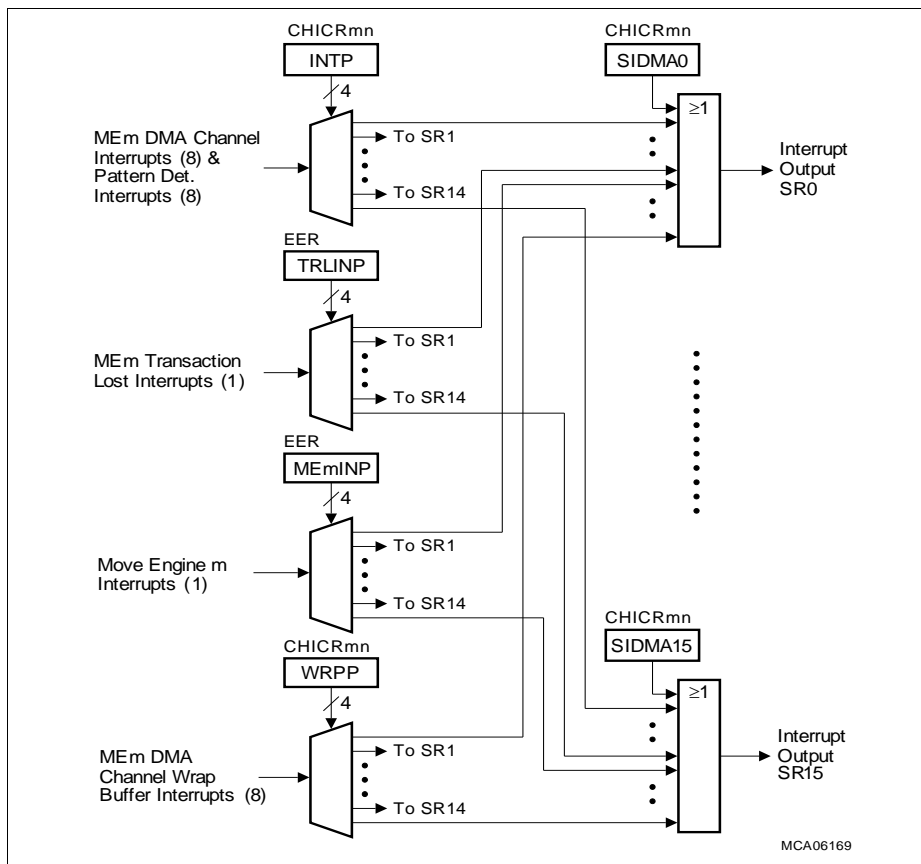 CHICRmn
INTP
4
MEm DMA Channel
Interrupts (8) &
Pattern Det.
Interrupts (8)
To SR1
To SR14
EER
TRLINP
4
MEm Transaction
Lost Interrupts (1)
To SR1
To SR14
EER
MEmINP
4
Move Engine m
Interrupts (1)
To SR1
To SR14
CHICRmn
WRPP
4
MEm DMA
Channel Wrap
Buffer Interrupts (8)
To SR1
To SR14
CHICRmn
SIDMA0
≥1
Interrupt
Output
SR0
CHICRmn
SIDMA15
≥1
Interrupt
Output
SR15
MCA06169